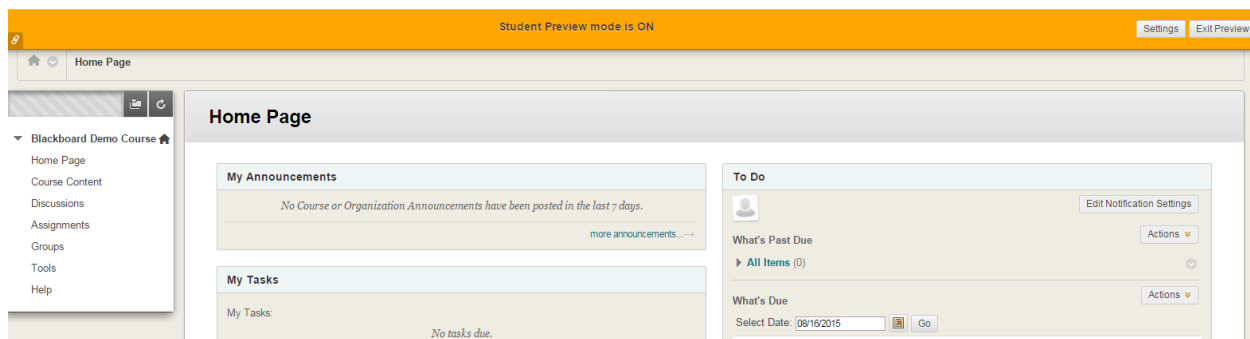 Student Preview mode is ON
Settings
Exit Preview
Home Page
Home Page
Blackboard Demo Course
Home Page
Course Content
Discussions
Assignments
Groups
Tools
Help
My Announcements
No Course or Organization Announcements have been posted in the last 7 days.
more announcements...→
My Tasks
My Tasks:
No tasks due.
To Do
Edit Notification Settings
What's Past Due
Actions
All Items (0)
What's Due
Actions
Select Date: 08/16/2015 Go